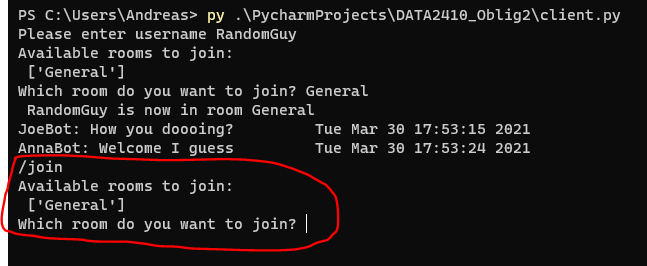 PS C:\Users\Andreas> py .\PycharmProjects\DATA2410_Oblig2\client.py
Please enter username RandomGuy
Available rooms to join:
 ['General']
Which room do you want to join? General
 RandomGuy is now in room General
JoeBot: How you doooing?          Tue Mar 30 17:53:15 2021
AnnaBot: Welcome I guess          Tue Mar 30 17:53:24 2021
/join
Available rooms to join:
 ['General']
Which room do you want to join?